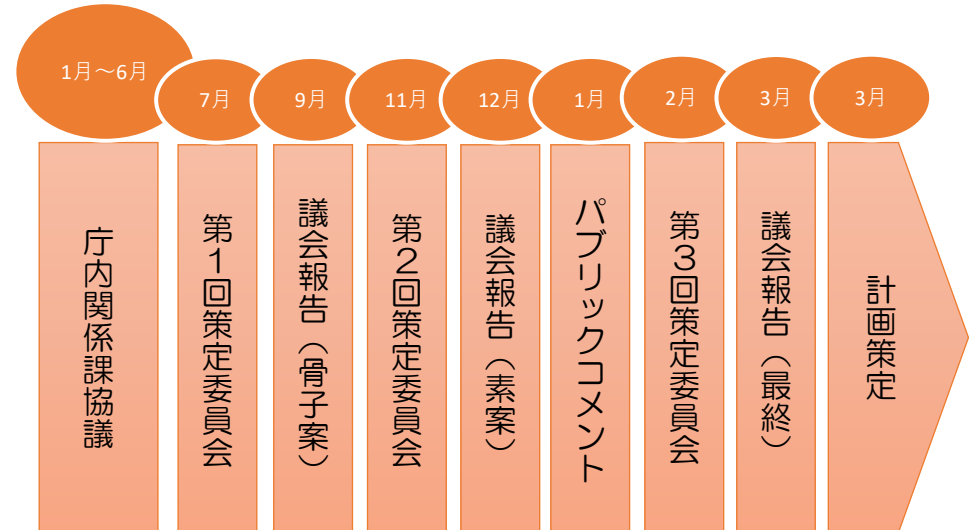 1月～6月
7月
9月
11月
12月
1月
2月
3月
3月
庁内関係課協議
第１回策定委員会
議会報告（骨子案）
第２回策定委員会
議会報告（素案）
パブリックコメント
第３回策定委員会
議会報告（最終）
計画策定